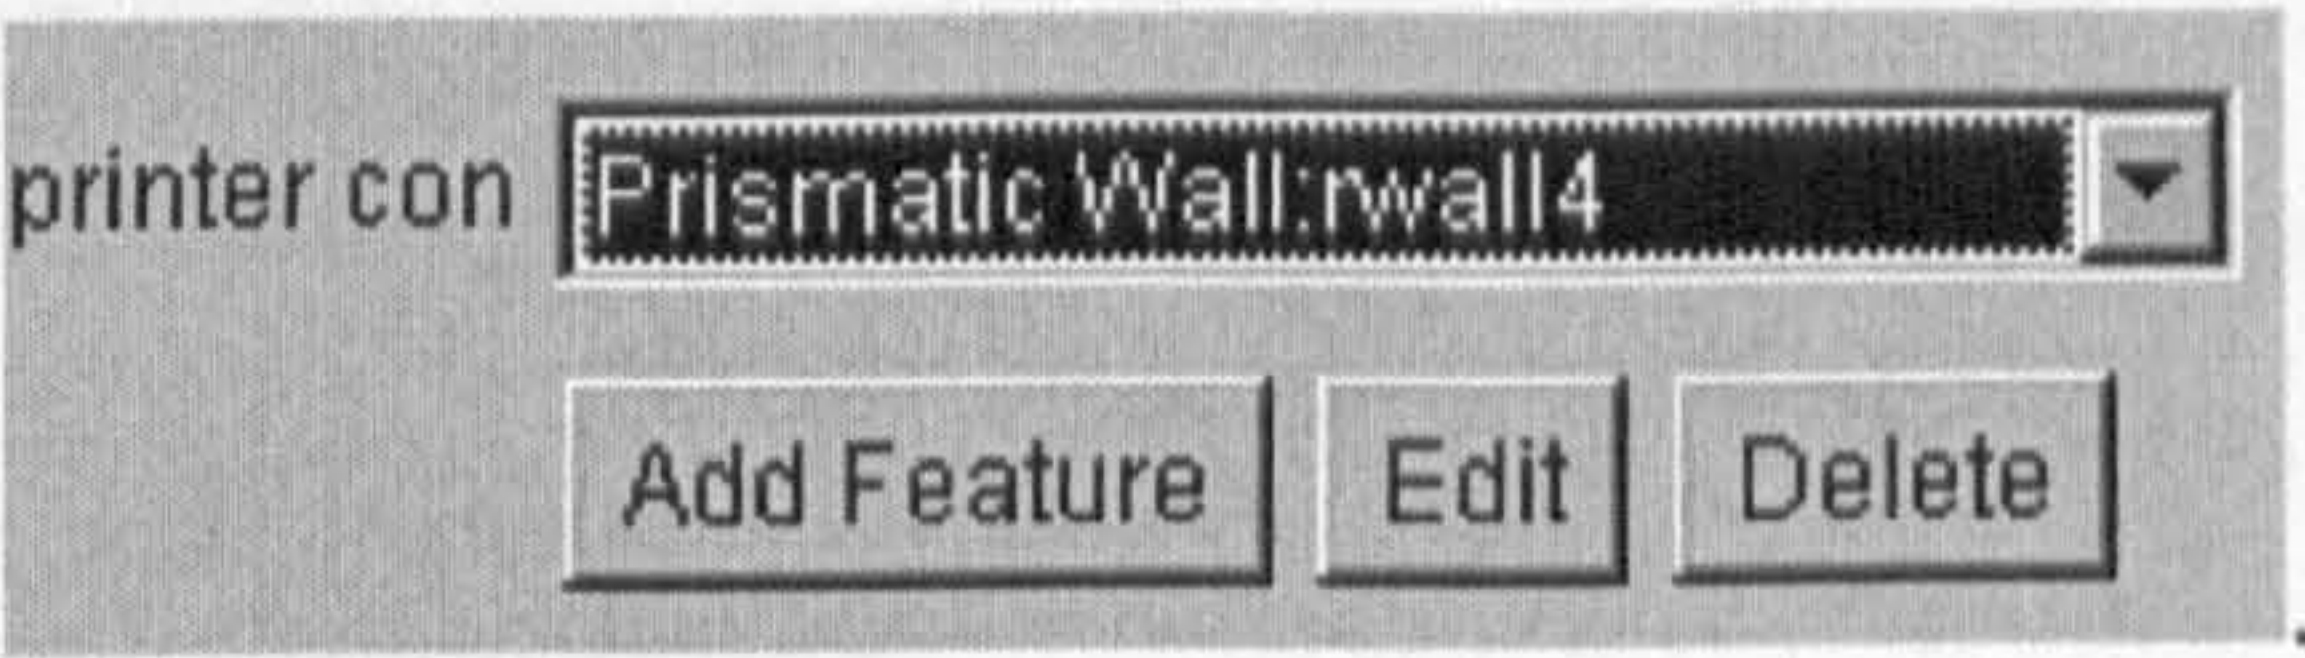 printer con Prismatic Wall:rwall4
Add Feature Edit Delete